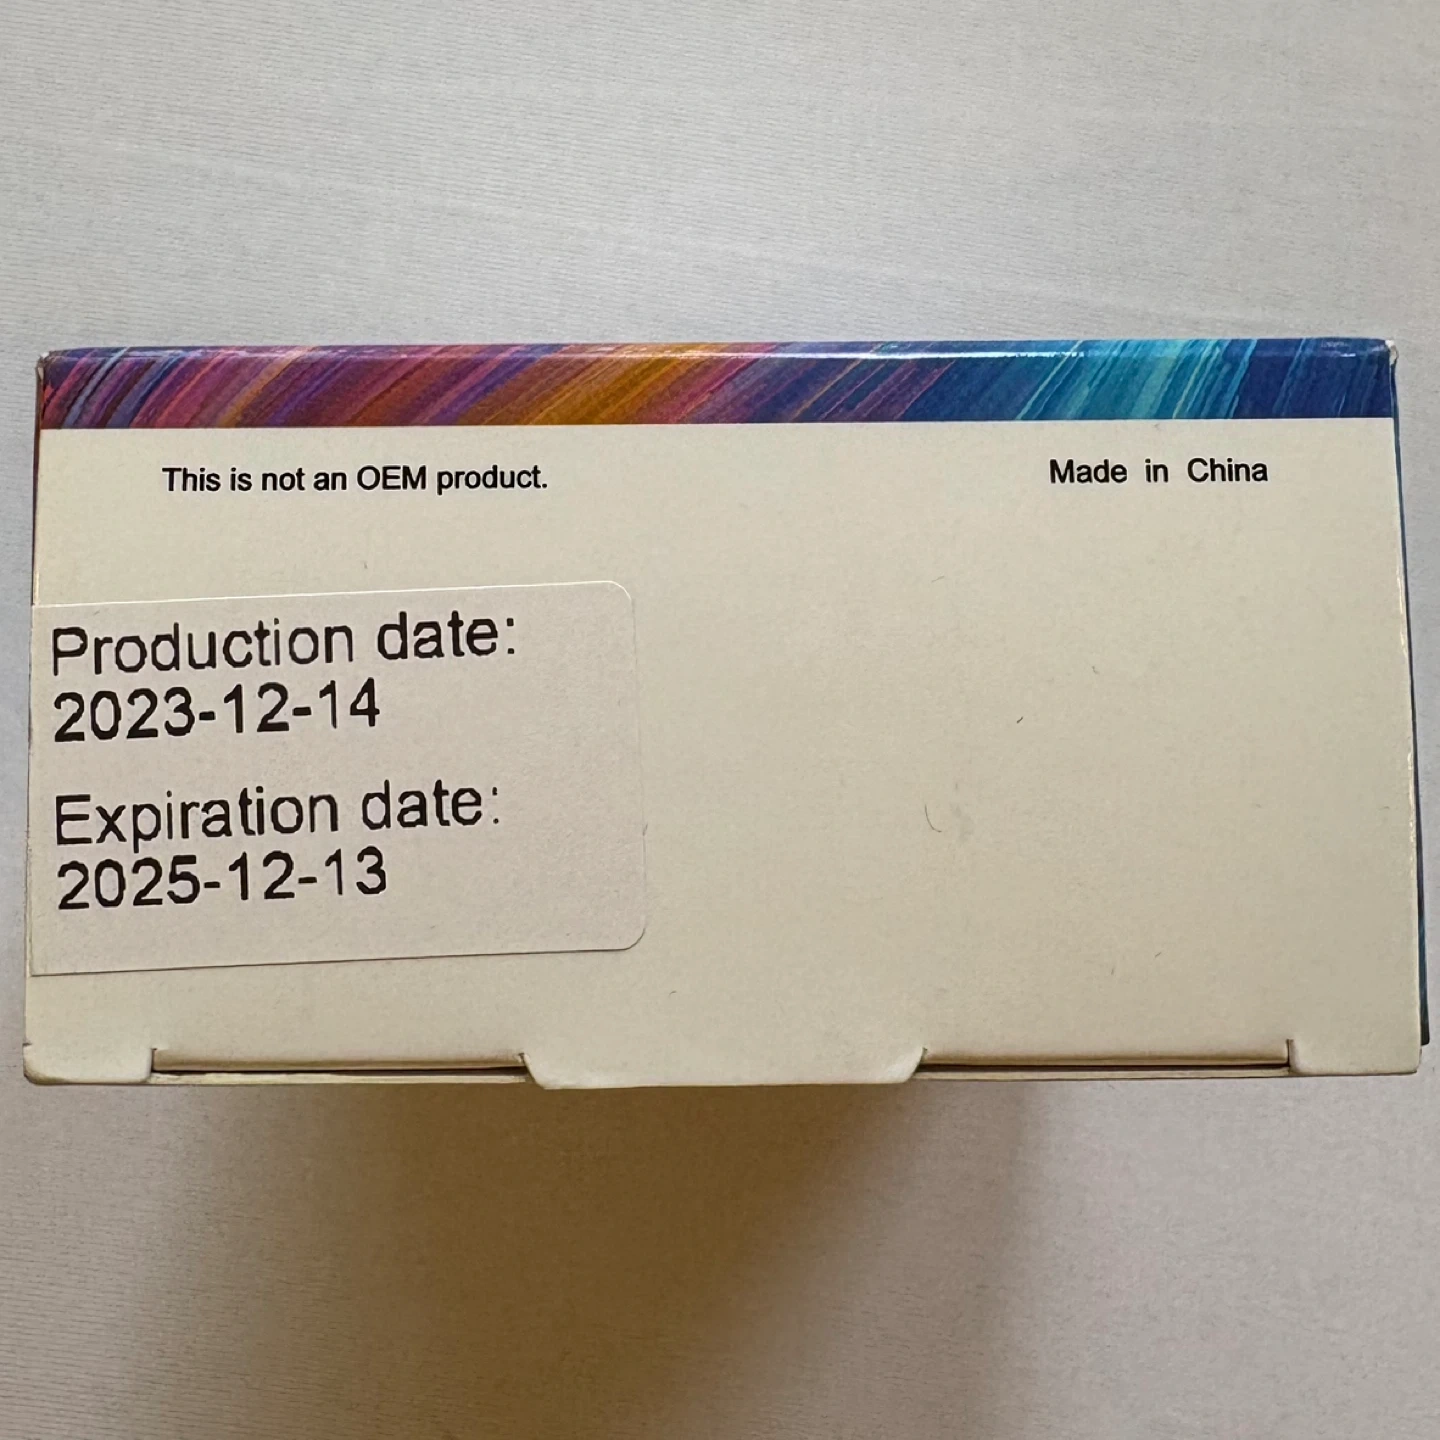 This is not an OEM product.
Made in China
Production date:
2023-12-14
Expiration date:
2025-12-13